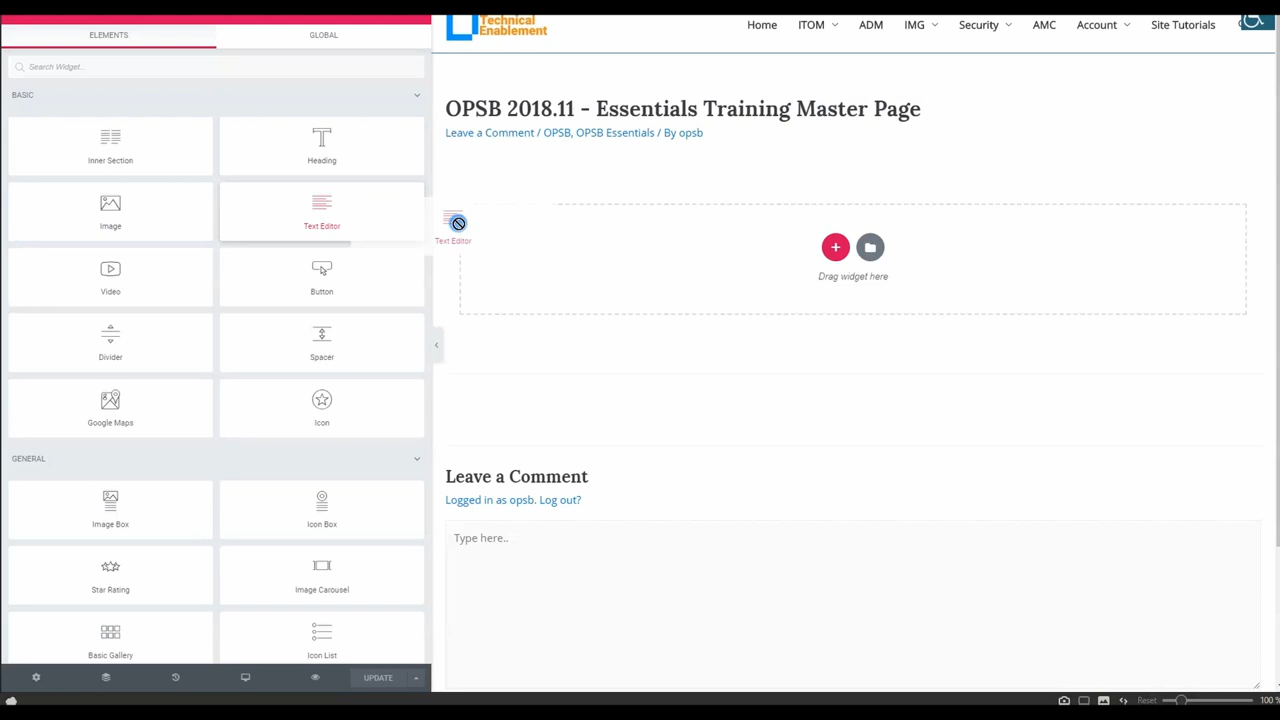 ELEMENTS
GLOBAL
Search Widget...
BASIC
Inner Section
Heading
Image
Text Editor
Video
Button
Divider
Spacer
Google Maps
Icon
GENERAL
Image Box
Icon Box
Star Rating
Image Carousel
Basic Gallery
Icon List
UPDATE
Technical
Enablement
Home
ITOM
ADM
IMG
Security
AMC
Account
Site Tutorials
OPSB 2018.11 - Essentials Training Master Page
Leave a Comment / OPSB, OPSB Essentials / By opsb
Text Editor
Drag widget here
Leave a Comment
Logged in as opsb. Log out?
Type here..
Reset
100 %